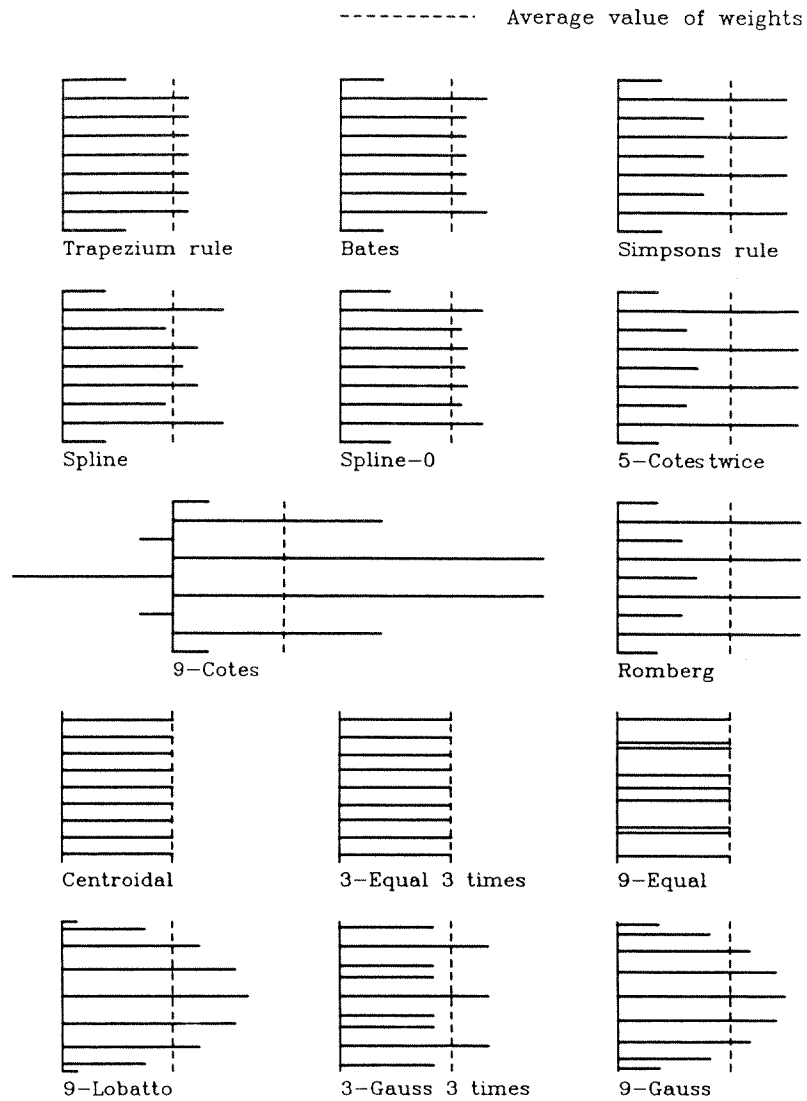 Average value of weights
Trapezium rule
Bates
Simpsons rule
Spline
Spline-0
5-Cotes twice
9-Cotes
Romberg
Centroidal
3-Equal 3 times
9-Equal
9-Lobatto
3-Gauss 3 times
9-Gauss